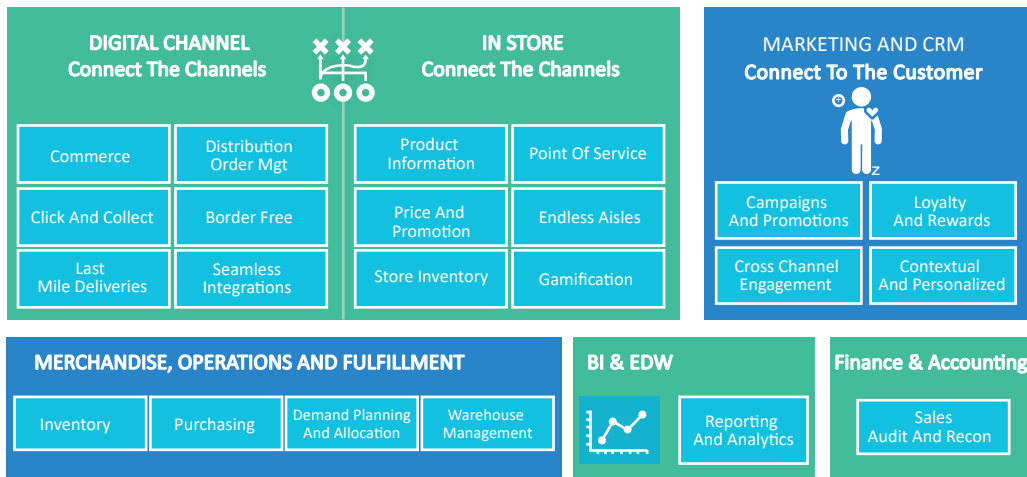 DIGITAL CHANNEL
Connect The Channels
Commerce
Distribution
Order Mgt
Click And Collect
Border Free
Last
Mile Deliveries
Seamless
Integrations
IN STORE
Connect The Channels
Product
Information
Point Of Service
Price And
Promotion
Endless Aisles
Store Inventory
Gamification
MARKETING AND CRM
Connect To The Customer
z
Campaigns
And Promotions
Loyalty
And Rewards
Cross Channel
Engagement
Contextual
And Personalized
MERCHANDISE, OPERATIONS AND FULFILLMENT
Inventory
Purchasing
Demand Planning
And Allocation
Warehouse
Management
BI & EDW
Reporting
And Analytics
Finance & Accounting
Sales
Audit And Recon